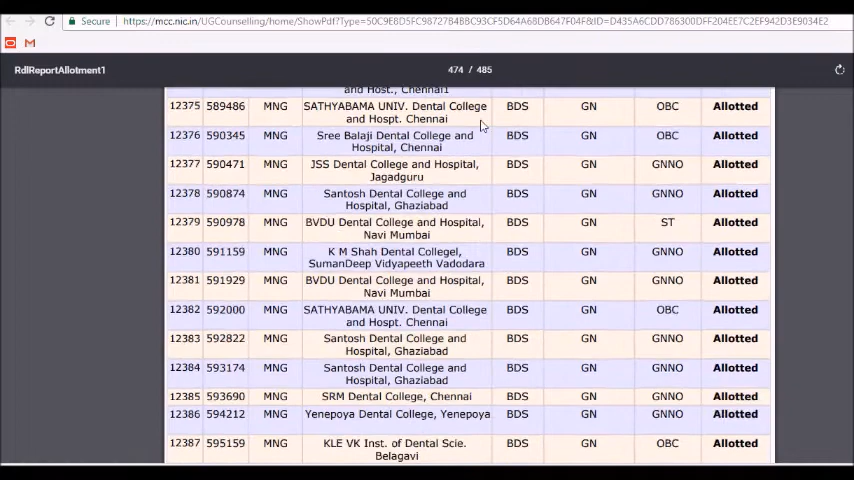 Secure https://mcc.nic.in/UGCounselling/home/ShowPdf?Type=50C9E8D5FC98727B4BBC93CF5D64A68DB647F04F&ID=D435A6CDD786300DFF204EE7C2EF942D3E9034E2
RdlReportAllotment1 474 / 485
and Host., Chennai1
12375 589486 MNG SATHYABAMA UNIV. Dental College BDS GN OBC Allotted
and Hospt. Chennai
12376 590345 MNG Sree Balaji Dental College and BDS GN OBC Allotted
Hospital, Chennai
12377 590471 MNG JSS Dental College and Hospital, BDS GN GNNO Allotted
Jagadguru
12378 590874 MNG Santosh Dental College and BDS GN GNNO Allotted
Hospital, Ghaziabad
12379 590978 MNG BVDU Dental College and Hospital, BDS GN ST Allotted
Navi Mumbai
12380 591159 MNG K M Shah Dental Collegel, BDS GN GNNO Allotted
SumanDeep Vidyapeeth Vadodara
12381 591929 MNG BVDU Dental College and Hospital, BDS GN GNNO Allotted
Navi Mumbai
12382 592000 MNG SATHYABAMA UNIV. Dental College BDS GN OBC Allotted
and Hospt. Chennai
12383 592822 MNG Santosh Dental College and BDS GN GNNO Allotted
Hospital, Ghaziabad
12384 593174 MNG Santosh Dental College and BDS GN GNNO Allotted
Hospital, Ghaziabad
12385 593690 MNG SRM Dental College, Chennai BDS GN GNNO Allotted
12386 594212 MNG Yenepoya Dental College, Yenepoya BDS GN GNNO Allotted
12387 595159 MNG KLE VK Inst. of Dental Scie. BDS GN OBC Allotted
Belagavi